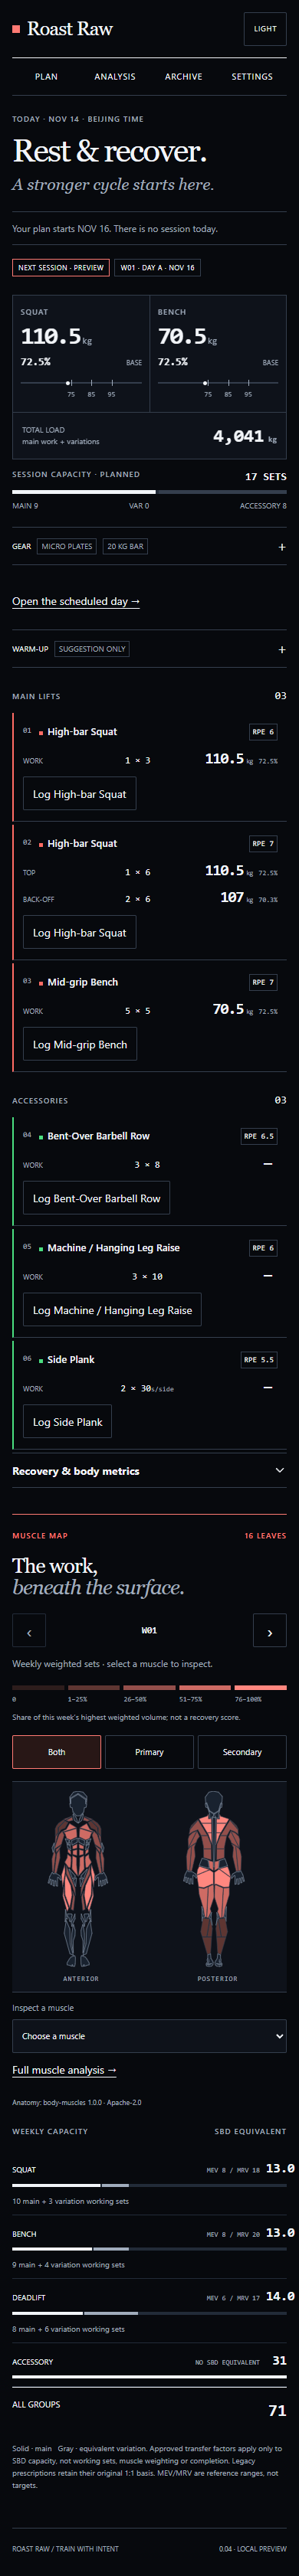 Roast Raw
LIGHT
PLAN ANALYSIS ARCHIVE SETTINGS
TODAY · NOV 14 · BEIJING TIME
Rest & recover.
A stronger cycle starts here.
Your plan starts NOV 16. There is no session today.
NEXT SESSION · PREVIEW W01 · DAY A · NOV 16
SQUAT BENCH
110.5 kg 70.5 kg
72.5% BASE 72.5% BASE
75 85 95 75 85 95
TOTAL LOAD
main work + variations
4,041 kg
SESSION CAPACITY · PLANNED 17 SETS
MAIN 9 VAR 0 ACCESSORY 8
GEAR MICRO PLATES 20 KG BAR +
Open the scheduled day →
WARM-UP SUGGESTION ONLY +
MAIN LIFTS 03
01 High-bar Squat RPE 6
WORK 1 × 3 110.5 kg 72.5%
Log High-bar Squat
02 High-bar Squat RPE 7
TOP 1 × 6 110.5 kg 72.5%
BACK-OFF 2 × 6 107 kg 70.3%
Log High-bar Squat
03 Mid-grip Bench RPE 7
WORK 5 × 5 70.5 kg 72.5%
Log Mid-grip Bench
ACCESSORIES 03
04 Bent-Over Barbell Row RPE 6.5
WORK 3 × 8 —
Log Bent-Over Barbell Row
05 Machine / Hanging Leg Raise RPE 6
WORK 3 × 10 —
Log Machine / Hanging Leg Raise
06 Side Plank RPE 5.5
WORK 2 × 30s/side —
Log Side Plank
Recovery & body metrics
MUSCLE MAP 16 LEAVES
The work,
beneath the surface.
‹ W01 ›
Weekly weighted sets · select a muscle to inspect.
0 1–25% 26–50% 51–75% 76–100%
Share of this week's highest weighted volume; not a recovery score.
Both Primary Secondary
ANTERIOR POSTERIOR
Inspect a muscle
Choose a muscle
Full muscle analysis →
Anatomy: body-muscles 1.0.0 · Apache-2.0
WEEKLY CAPACITY SBD EQUIVALENT
SQUAT MEV 8 / MRV 18 13.0
10 main + 3 variation working sets
BENCH MEV 8 / MRV 20 13.0
9 main + 4 variation working sets
DEADLIFT MEV 6 / MRV 17 14.0
8 main + 6 variation working sets
ACCESSORY NO SBD EQUIVALENT 31
ALL GROUPS 71
Solid · main Gray · equivalent variation. Approved transfer factors apply only to
SBD capacity, not working sets, muscle weighting or completion. Legacy
prescriptions retain their original 1:1 basis. MEV/MRV are reference ranges, not
targets.
ROAST RAW / TRAIN WITH INTENT 0.04 · LOCAL PREVIEW